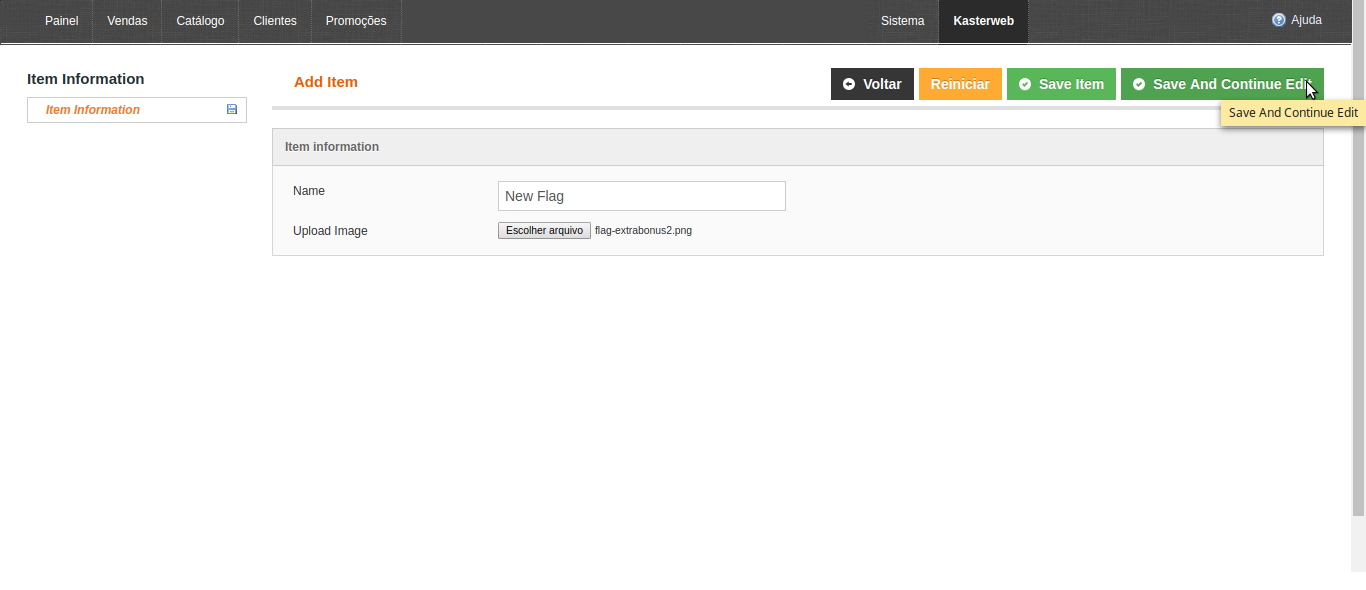 Painel Vendas Catálogo Clientes Promoções Sistema Kasterweb Ajuda
Item Information
Item Information
Add Item
Voltar Reiniciar Save Item Save And Continue Edit
Save And Continue Edit
Item information
Name New Flag
Upload Image Escolher arquivo flag-extrabonus2.png